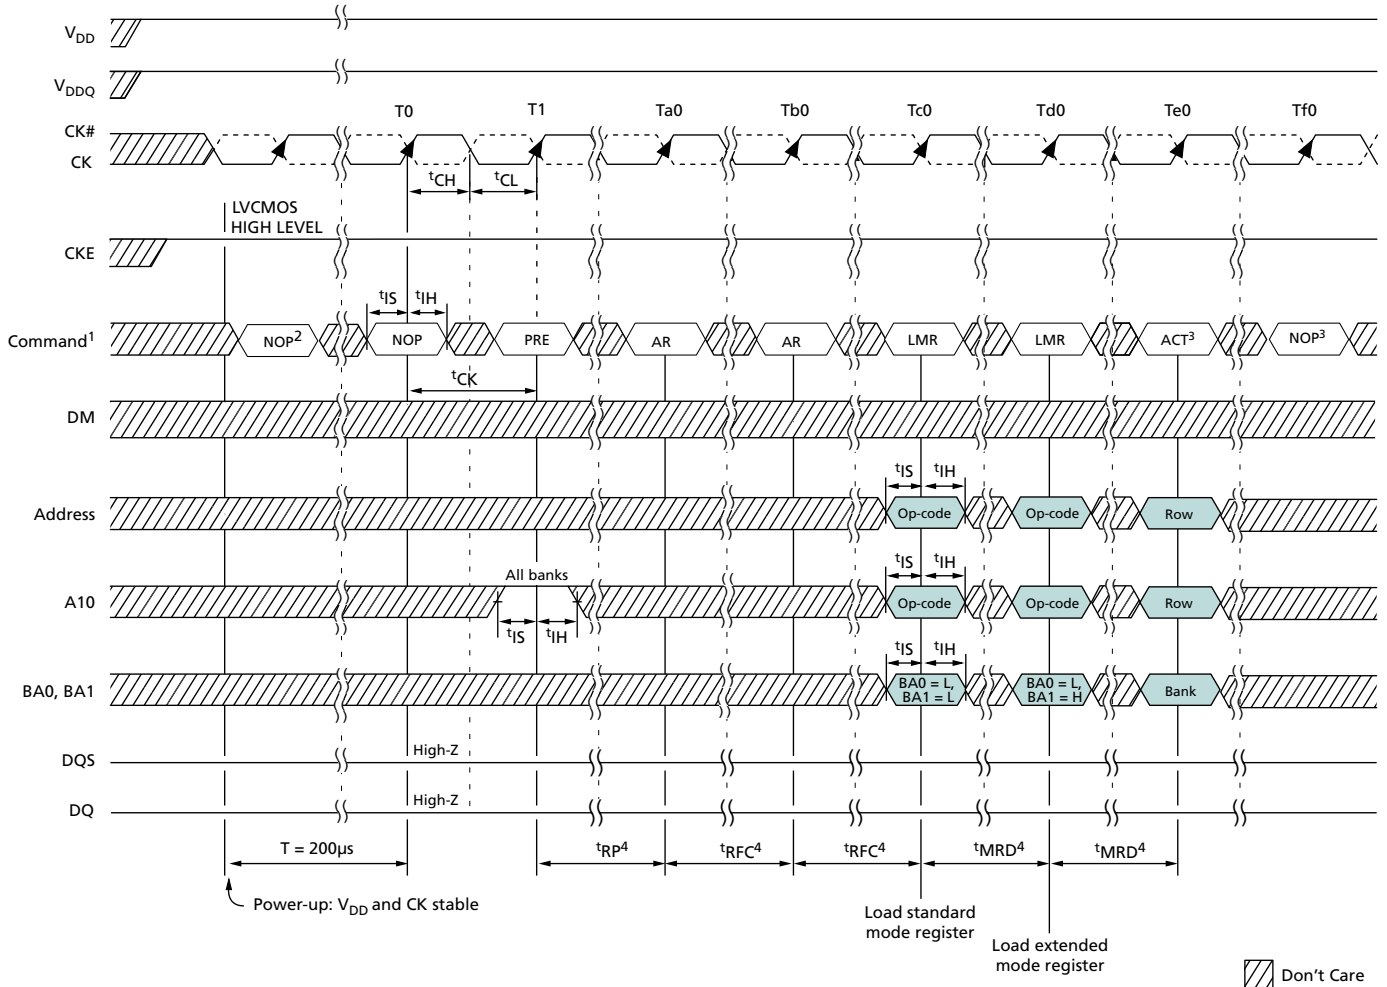 VDD
VDDQ
T0 T1 Ta0 Tb0 Tc0 Td0 Te0 Tf0
CK#
CK
tCH tCL
LVCMOS
HIGH LEVEL
CKE
tIS tIH
Command1 NOP2 NOP PRE AR AR LMR LMR ACT3 NOP3
tCK
DM
tIS tIH
Address Op-code Op-code Row
All banks tIS tIH
A10 Op-code Op-code Row
tIS tIH
tIS tIH
BA0, BA1 BA0 = L, BA1 = L BA0 = L, BA1 = H Bank
High-Z
DQS
High-Z
DQ
T = 200µs tRP4 tRFC4 tRFC4 tMRD4 tMRD4
Power-up: VDD and CK stable
Load standard
mode register
Load extended
mode register
Don't Care